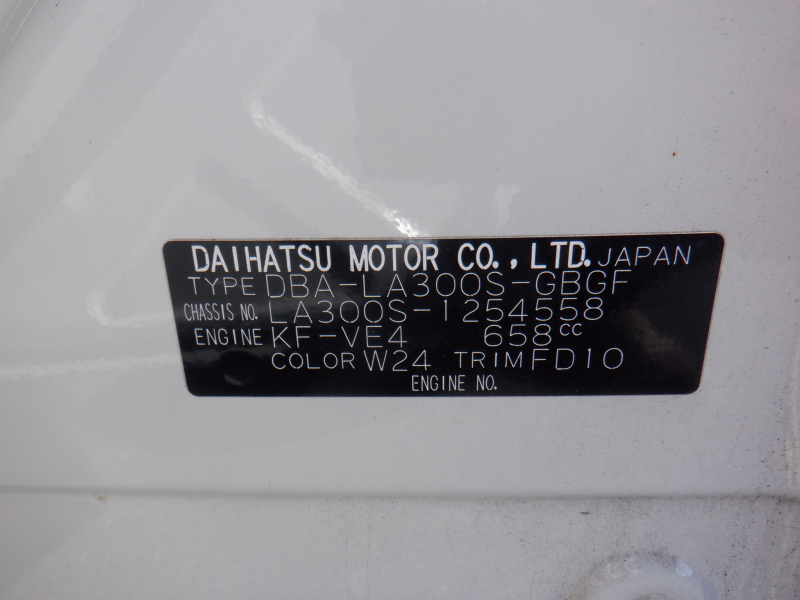 DAIHATSU MOTOR CO., LTD. JAPAN
TYPE DBA-LA300S-GBGF
CHASSIS NO. LA300S-1254558
ENGINE KF-VE4 658cc
COLOR W24 TRIM FD10
ENGINE NO.